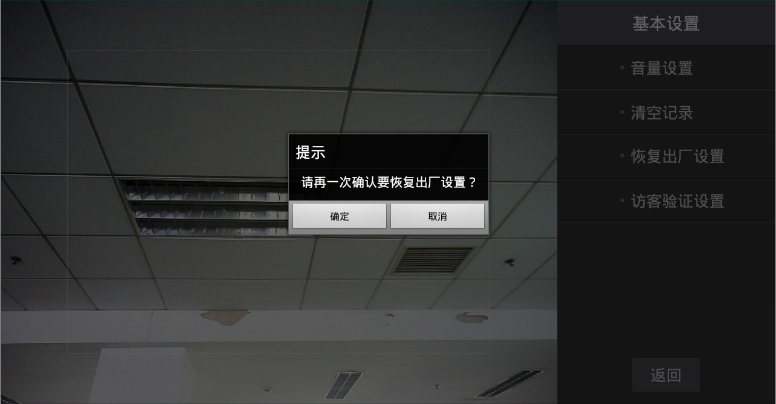 基本设置
• 音量设置
• 清空记录
• 恢复出厂设置
• 访客验证设置
提示
请再一次确认要恢复出厂设置？
确定
取消
返回